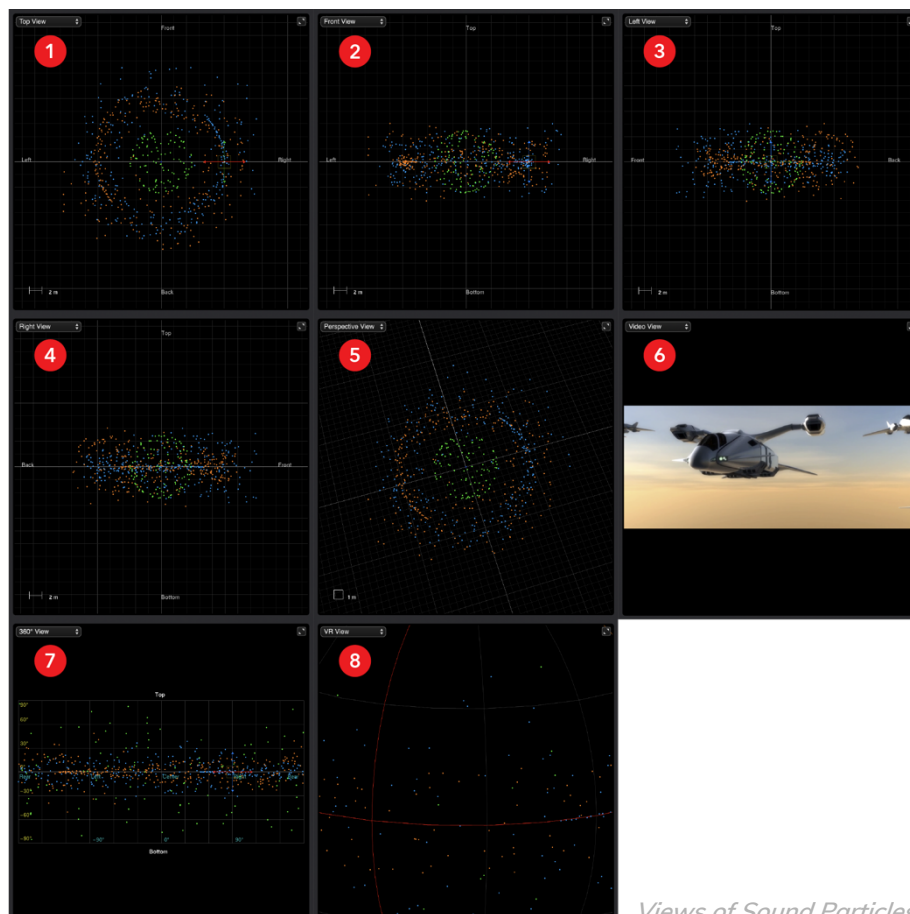 Top View
1
Front
Left
Right
2 m
Back
Front View
2
Top
Left
Right
2 m
Bottom
Left View
3
Top
Front
Back
2 m
Bottom
Right View
4
Top
Back
Front
2 m
Bottom
Perspective View
5
1 m
Video View
6
360° View
7
Top
90°
60°
30°
Left
-30°
-60°
-90°
-90°
0°
90°
Bottom
VR View
8
Views of Sound Particles